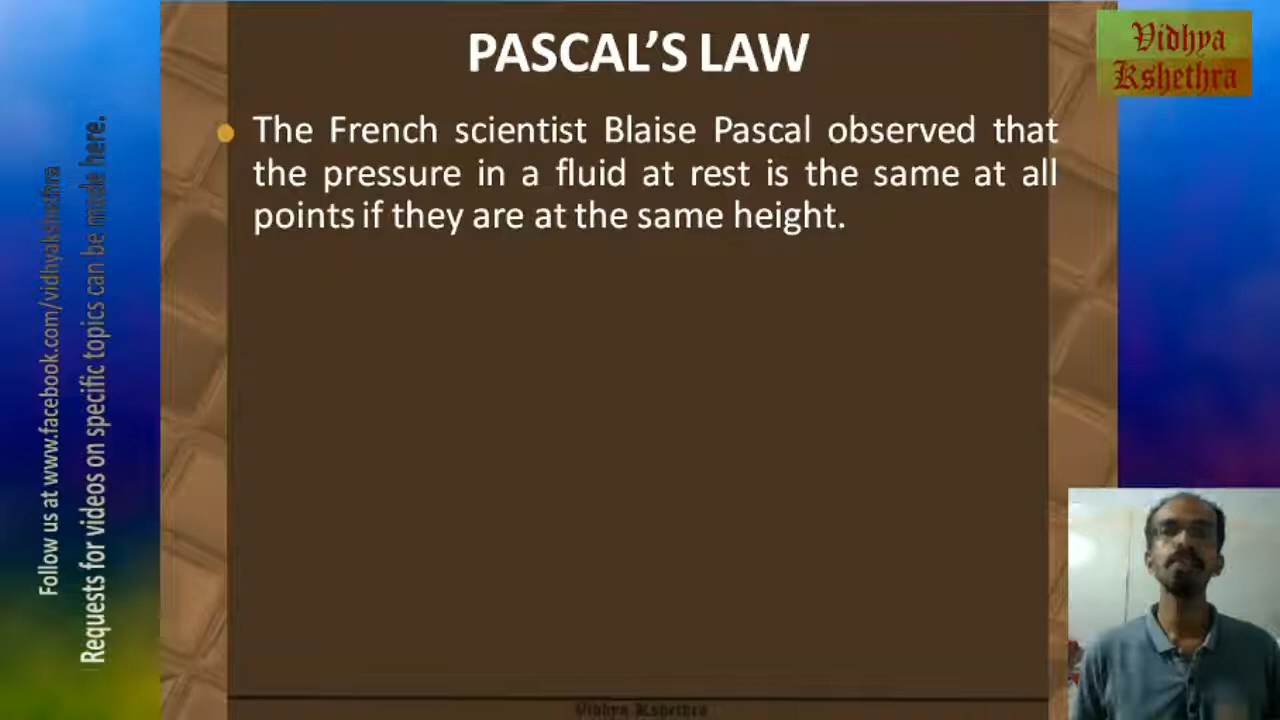 PASCAL'S LAW
Vidhya
Kshethra
The French scientist Blaise Pascal observed that
the pressure in a fluid at rest is the same at all
points if they are at the same height.
Follow us at www.facebook.com/vidhyakshethra
Requests for videos on specific topics can be made here.
Vidhya Kshethra